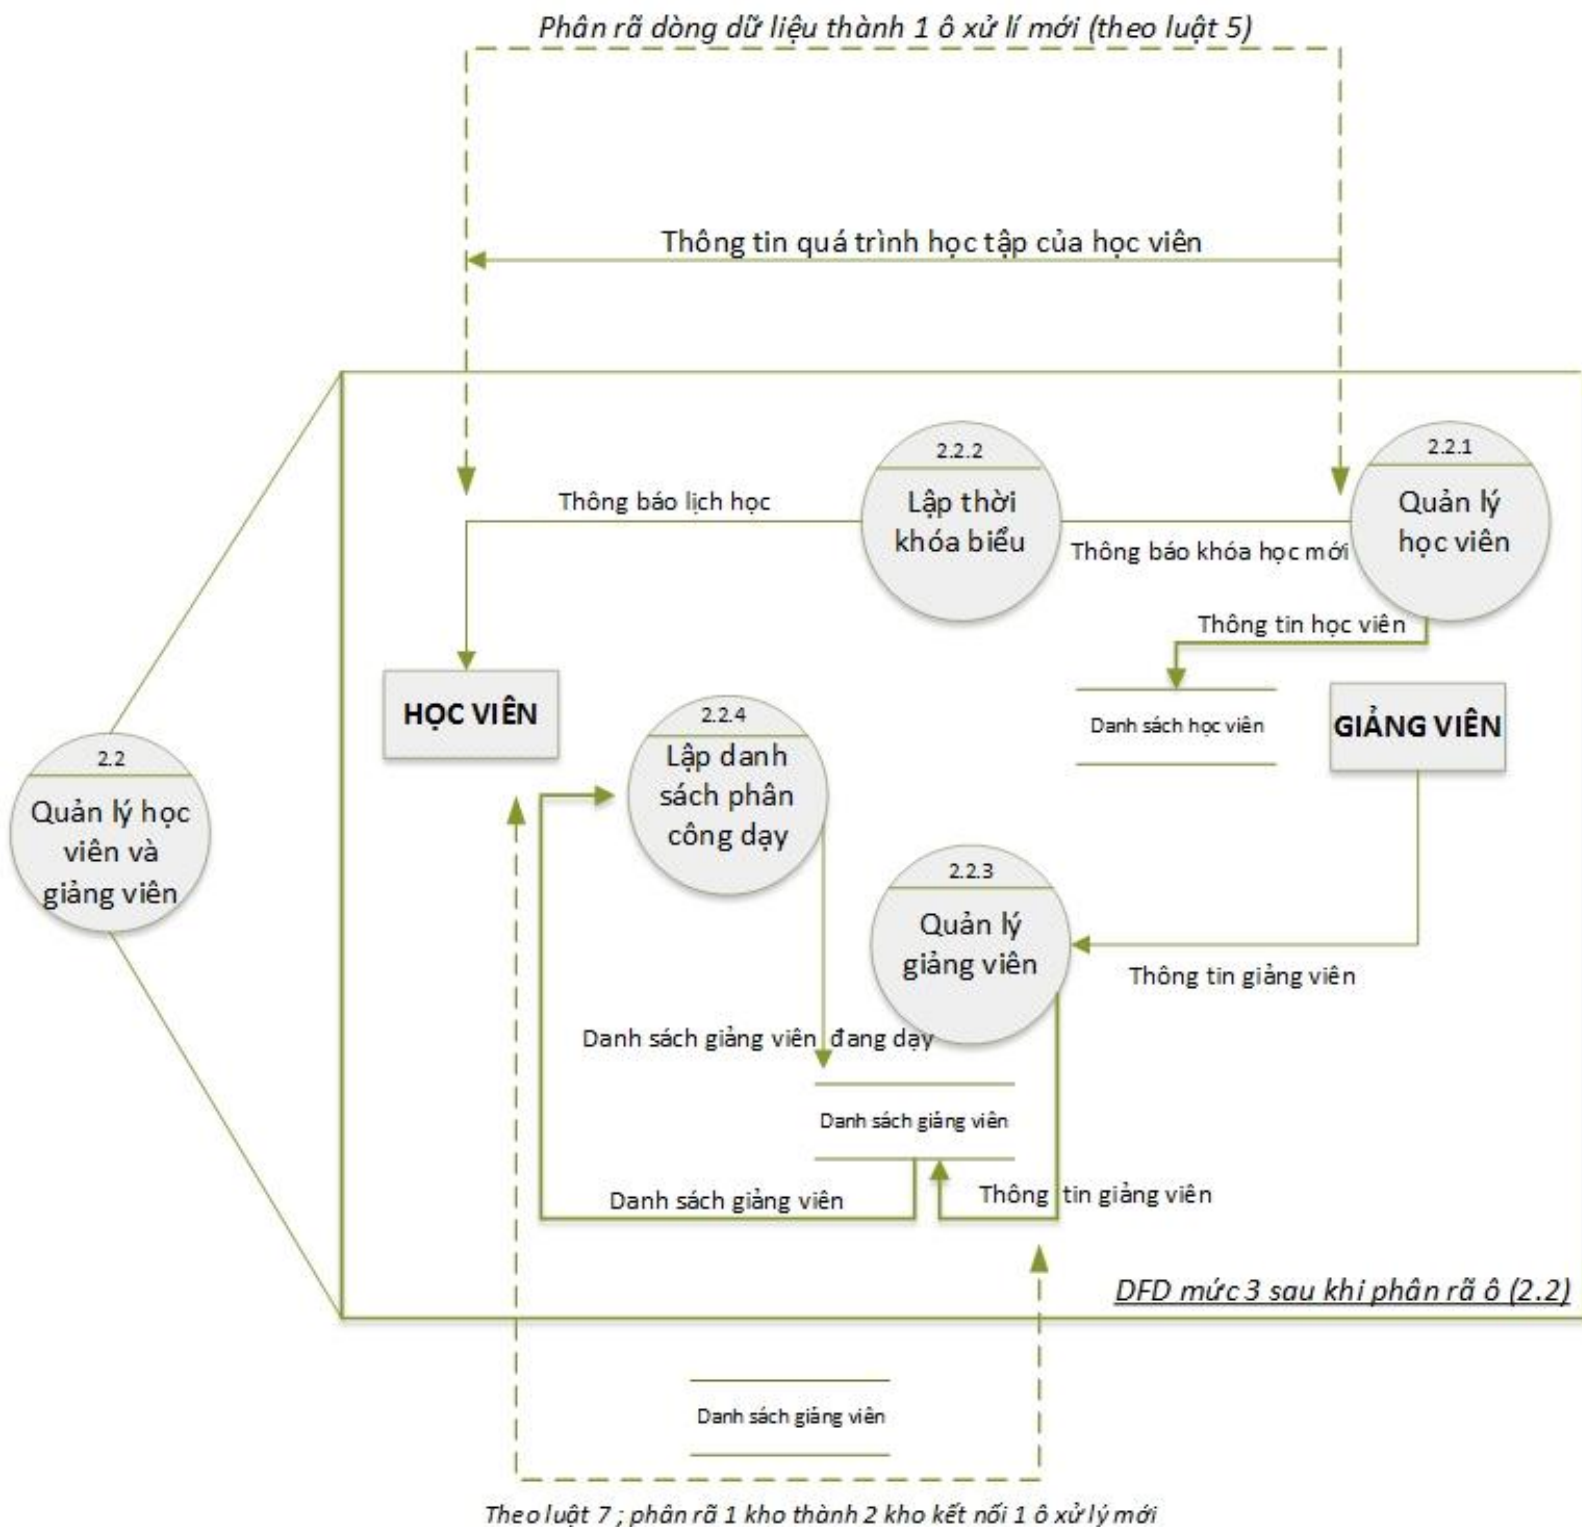 Phân rã dòng dữ liệu thành 1 ô xử lí mới (theo luật 5)
Thông tin quá trình học tập của học viên
2.2.2
Lập thời
khóa biểu
2.2.1
Quản lý
học viên
Thông báo lịch học
Thông báo khóa học mới
Thông tin học viên
HỌC VIÊN
2.2.4
Lập danh
sách phân
công dạy
Danh sách học viên
GIẢNG VIÊN
2.2
Quản lý học
viên và
giảng viên
2.2.3
Quản lý
giảng viên
Thông tin giảng viên
Danh sách giảng viên đang dạy
Danh sách giảng viên
Danh sách giảng viên
Thông tin giảng viên
DFD mức 3 sau khi phân rã ô (2.2)
Danh sách giảng viên
Theo luật 7 ; phân rã 1 kho thành 2 kho kết nối 1 ô xử lý mới